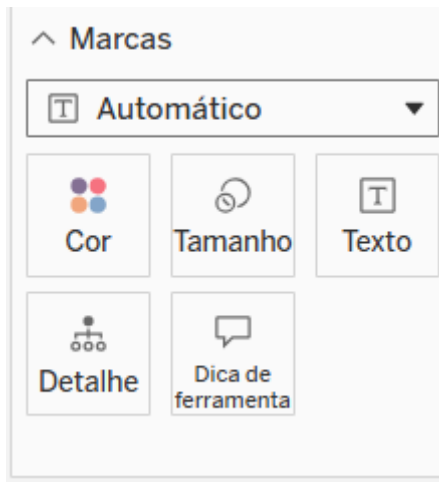 Marcas
T Automático
Cor
Tamanho
T
Texto
Detalhe
Dica de
ferramenta